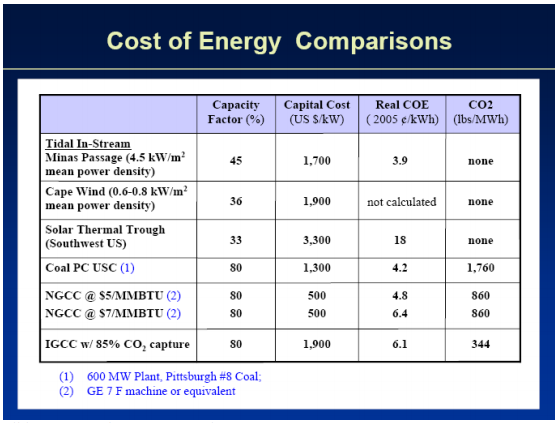 Cost of Energy Comparisons
Capacity Factor (%) Capital Cost (US $/kW) Real COE ( 2005 ¢/kWh) CO2 (lbs/MWh)
Tidal In-Stream
Minas Passage (4.5 kW/m² mean power density) 45 1,700 3.9 none
Cape Wind (0.6-0.8 kW/m² mean power density) 36 1,900 not calculated none
Solar Thermal Trough (Southwest US) 33 3,300 18 none
Coal PC USC (1) 80 1,300 4.2 1,760
NGCC @ $5/MMBTU (2) 80 500 4.8 860
NGCC @ $7/MMBTU (2) 80 500 6.4 860
IGCC w/ 85% CO₂ capture 80 1,900 6.1 344
(1) 600 MW Plant, Pittsburgh #8 Coal;
(2) GE 7 F machine or equivalent